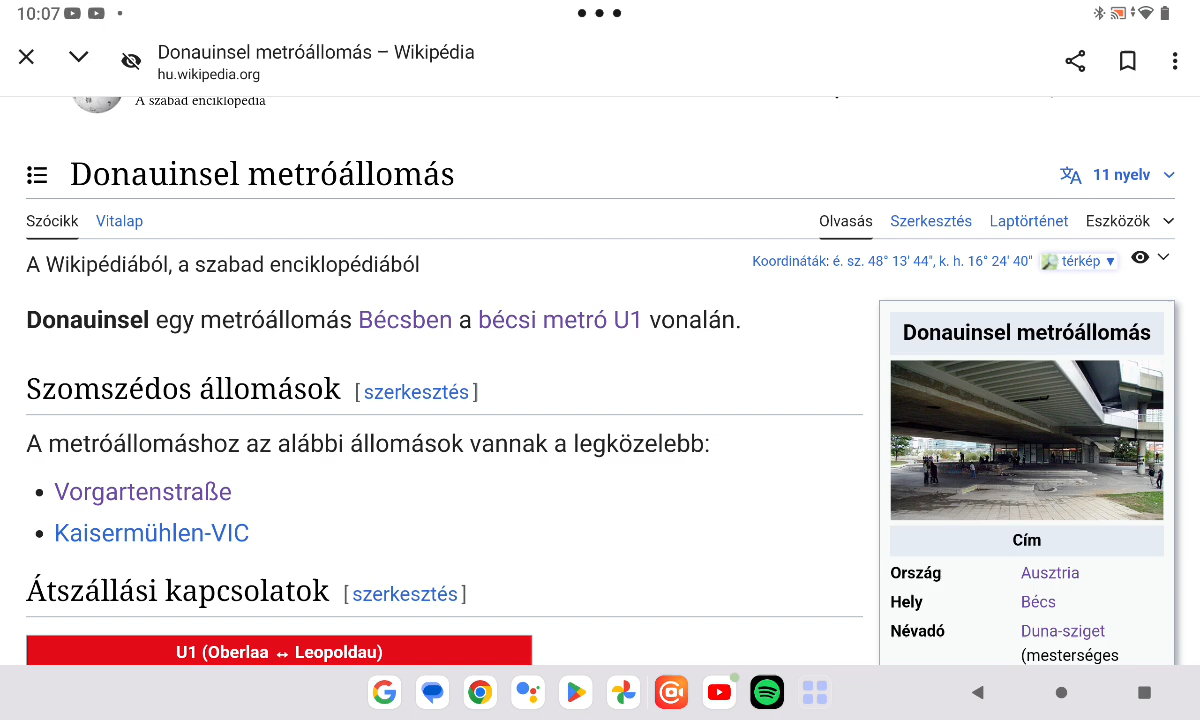 10:07
Donauinsel metróállomás – Wikipédia
hu.wikipedia.org
A szabad enciklopédia
Donauinsel metróállomás
11 nyelv
Szócikk Vitalap
Olvasás Szerkesztés Laptörténet Eszközök
A Wikipédiából, a szabad enciklopédiából
Koordináták: é. sz. 48° 13′ 44″, k. h. 16° 24′ 40″ térkép ▼
Donauinsel egy metróállomás Bécsben a bécsi metró U1 vonalán.
Szomszédos állomások [szerkesztés]
A metróállomáshoz az alábbi állomások vannak a legközelebb:
• Vorgartenstraße
• Kaisermühlen-VIC
Átszállási kapcsolatok [szerkesztés]
U1 (Oberlaa ↔ Leopoldau)
Donauinsel metróállomás
Cím
Ország Ausztria
Hely Bécs
Névadó Duna-sziget
(mesterséges